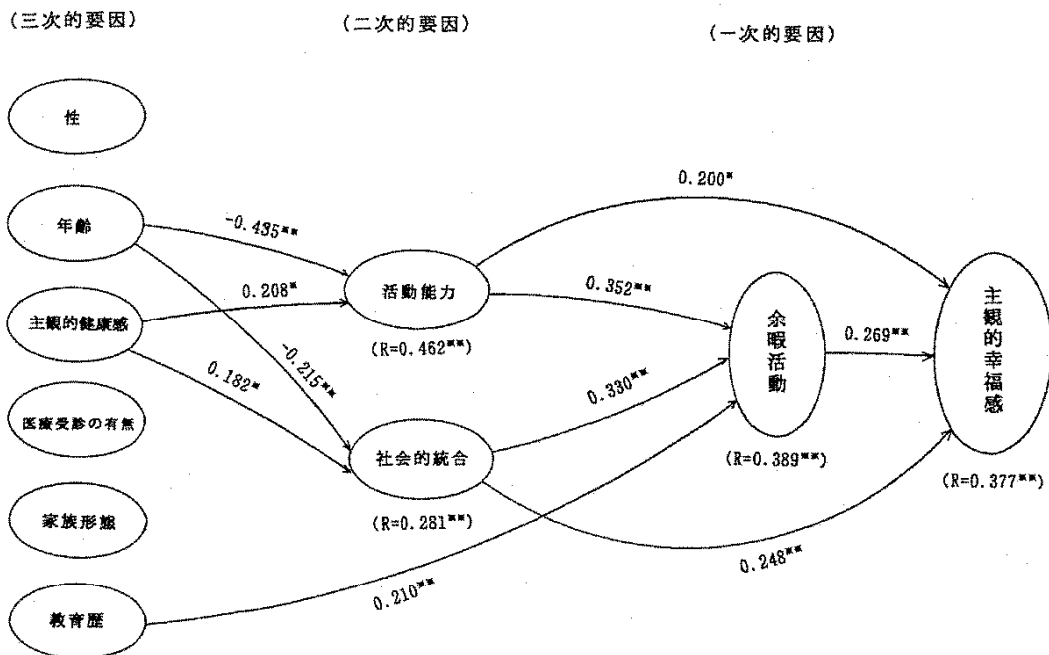 (三次的要因)
(二次的要因)
(一次的要因)
性
年齢
主観的健康感
医療受診の有無
家族形態
教育歴
-0.435**
0.208*
-0.215**
0.182*
活動能力
(R=0.462**)
社会的統合
(R=0.281**)
0.200*
0.352**
0.330**
0.210**
0.248**
余暇活動
(R=0.389**)
0.269**
主観的幸福感
(R=0.377**)